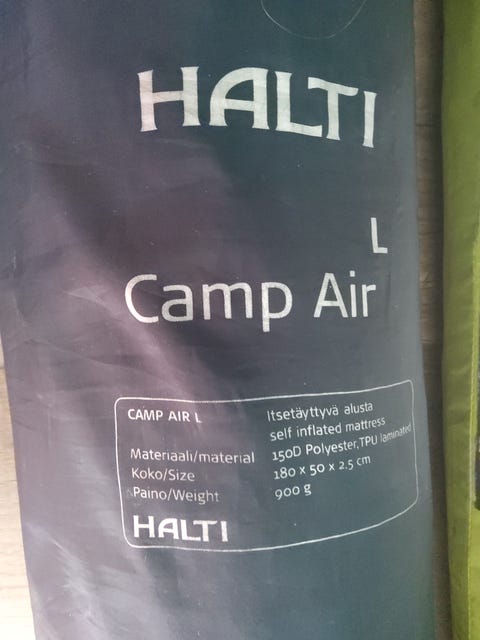 HALTI
L
Camp Air
CAMP AIR L Itsetäyttyvä alusta
self inflated mattress
Materiaali/material 150D Polyester, TPU laminated
Koko/Size 180 x 50 x 2.5 cm
Paino/Weight 900 g
HALTI